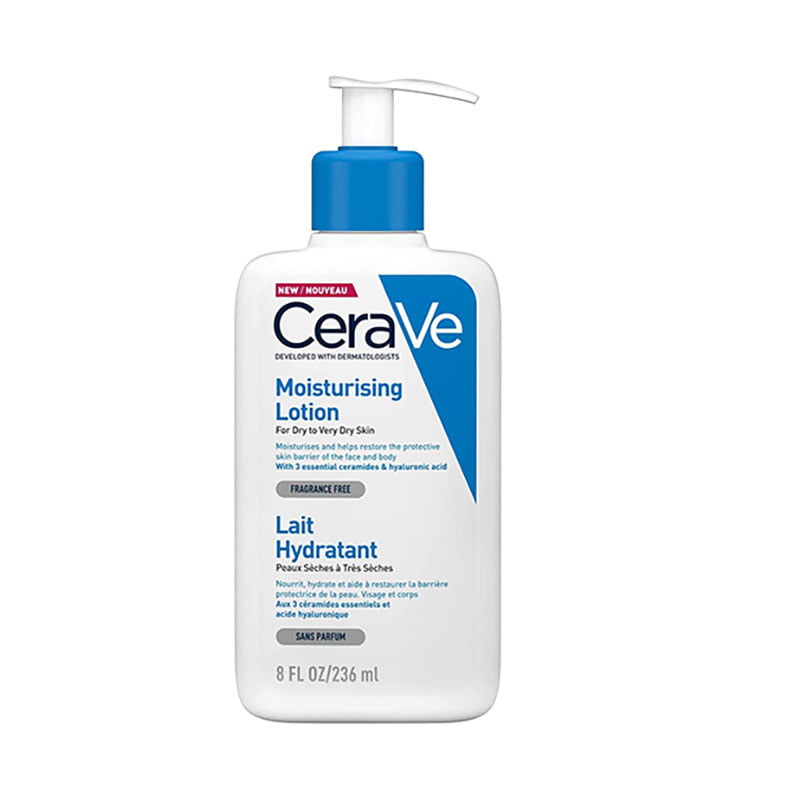 NEW / NOUVEAU
CeraVe
DEVELOPED WITH DERMATOLOGISTS
Moisturising
Lotion
For Dry to Very Dry Skin
Moisturises and helps restore the protective
skin barrier of the face and body
With 3 essential ceramides & hyaluronic acid
FRAGRANCE FREE
Lait
Hydratant
Peaux Sèches à Très Sèches
Nourrit, hydrate et aide à restaurer la barrière
protectrice de la peau. Visage et corps
Aux 3 céramides essentiels et
acide hyaluronique
SANS PARFUM
8 FL OZ/236 ml